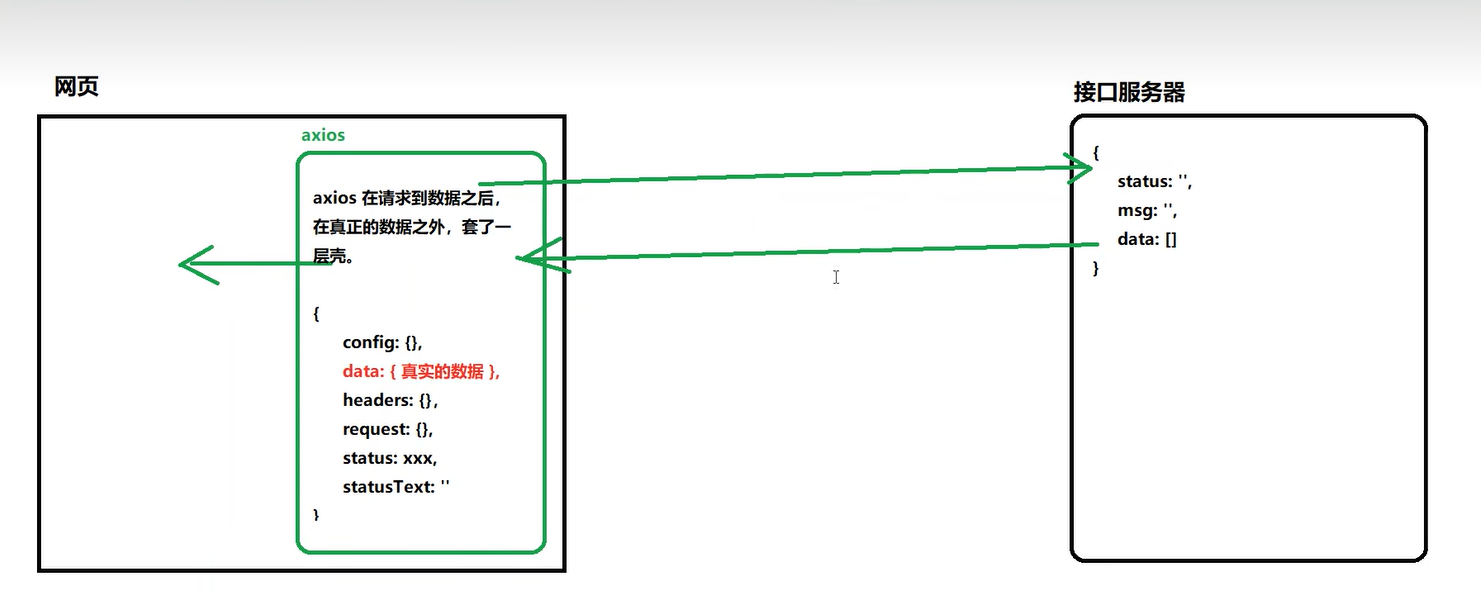 网页
axios
axios 在请求到数据之后，
在真正的数据之外，套了一
层壳。
{
config: {},
data: { 真实的数据 },
headers: {},
request: {},
status: xxx,
statusText: ''
}
接口服务器
{
status: '',
msg: '',
data: []
}